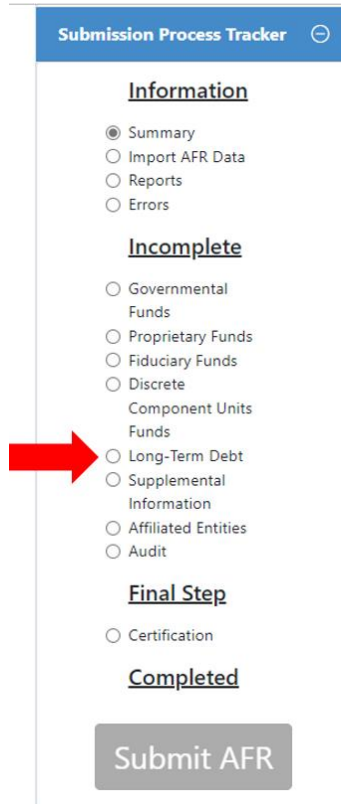 Submission Process Tracker
Information
Summary
Import AFR Data
Reports
Errors
Incomplete
Governmental
Funds
Proprietary Funds
Fiduciary Funds
Discrete
Component Units
Funds
Long-Term Debt
Supplemental
Information
Affiliated Entities
Audit
Final Step
Certification
Completed
Submit AFR